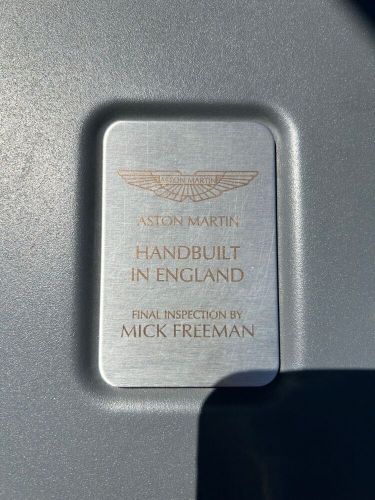 ASTON MARTIN
ASTON MARTIN
HANDBUILT
IN ENGLAND
FINAL INSPECTION BY
MICK FREEMAN